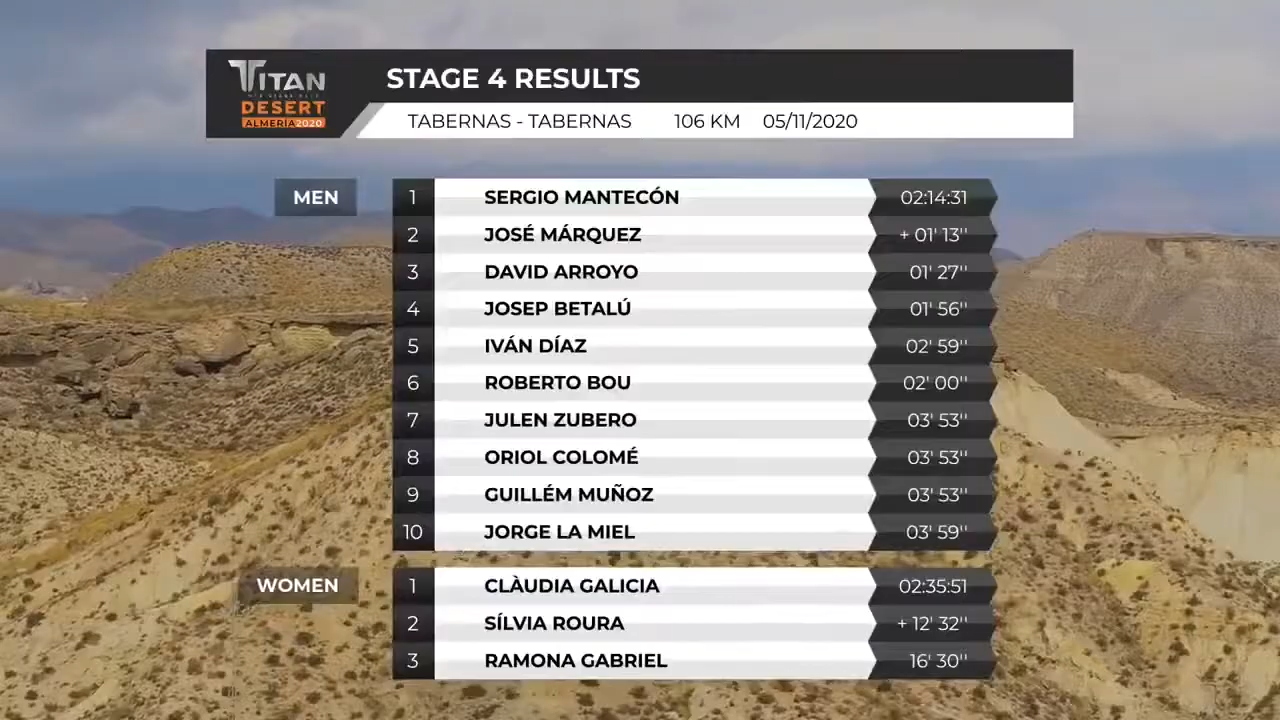 TITAN
DESERT
ALMERÍA2020
STAGE 4 RESULTS
TABERNAS - TABERNAS 106 KM 05/11/2020
MEN
1 SERGIO MANTECÓN 02:14:31
2 JOSÉ MÁRQUEZ + 01' 13''
3 DAVID ARROYO 01' 27''
4 JOSEP BETALÚ 01' 56''
5 IVÁN DÍAZ 02' 59''
6 ROBERTO BOU 02' 00''
7 JULEN ZUBERO 03' 53''
8 ORIOL COLOMÉ 03' 53''
9 GUILLÉM MUÑOZ 03' 53''
10 JORGE LA MIEL 03' 59''
WOMEN
1 CLÀUDIA GALICIA 02:35:51
2 SÍLVIA ROURA + 12' 32''
3 RAMONA GABRIEL 16' 30''